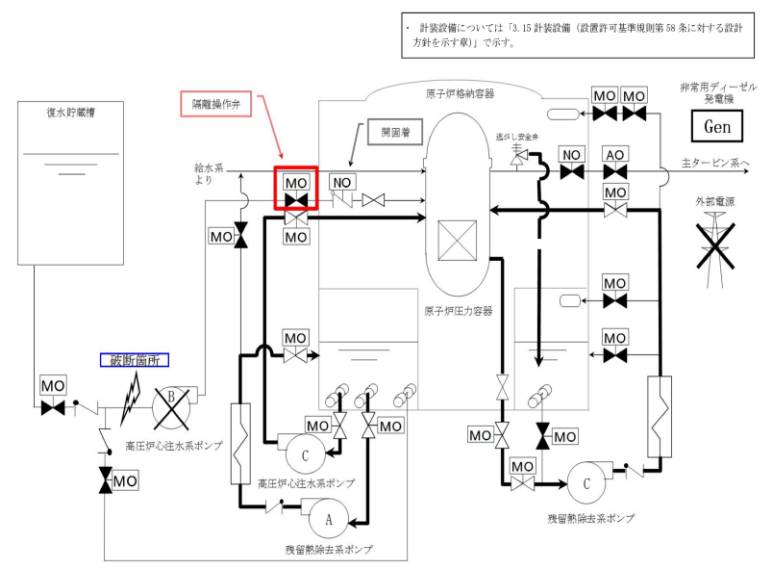 ・ 計装設備については「3.15 計装設備（設置許可基準規則第 58 条に対する設計
方針を示す章）」で示す。
復水貯蔵槽
隔離操作弁
原子炉格納容器
MO
MO
非常用ディーゼル
発電機
Gen
開固着
逃がし安全弁
給水系
より
MO
NO
NO
AO
主タービン系へ
MO
外部電源
MO
MO
原子炉圧力容器
MO
MO
MO
破断箇所
MO
B
高圧炉心注水系ポンプ
MO
MO
MO
MO
C
MO
MO
C
高圧炉心注水系ポンプ
A
残留熱除去系ポンプ
残留熱除去系ポンプ